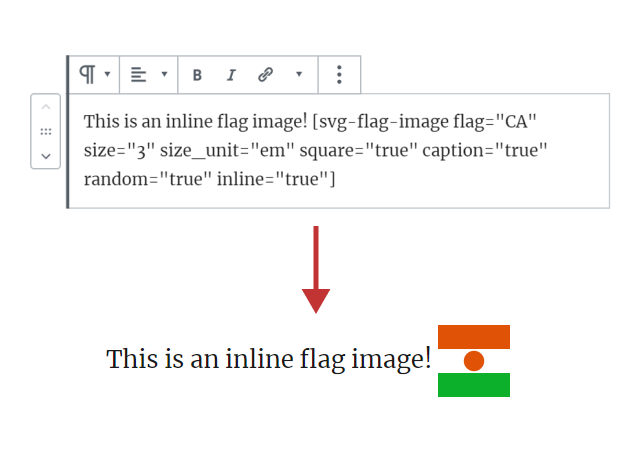 B I
This is an inline flag image! [svg-flag-image flag="CA"
size="3" size_unit="em" square="true" caption="true"
random="true" inline="true"]
This is an inline flag image!